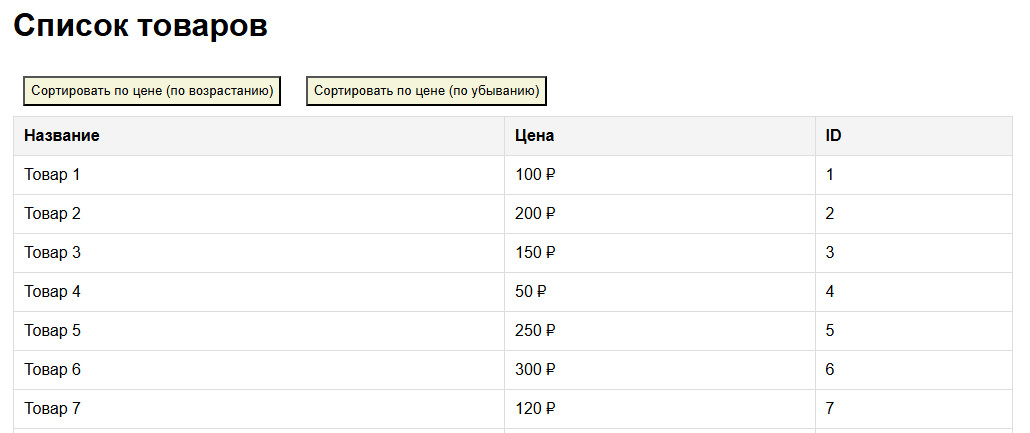 Список товаров
Сортировать по цене (по возрастанию) Сортировать по цене (по убыванию)
Название Цена ID
Товар 1 100 ₽ 1
Товар 2 200 ₽ 2
Товар 3 150 ₽ 3
Товар 4 50 ₽ 4
Товар 5 250 ₽ 5
Товар 6 300 ₽ 6
Товар 7 120 ₽ 7